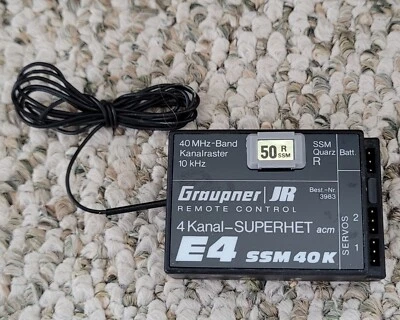 40 MHz-Band
Kanalraster
10 kHz
50 R
SSM
SSM
Quarz
R
Batt.
Graupner JR
REMOTE CONTROL
Best.-Nr.
3983
4 Kanal-SUPERHET acm
E4 SSM 40 K
SERVOS
2
1